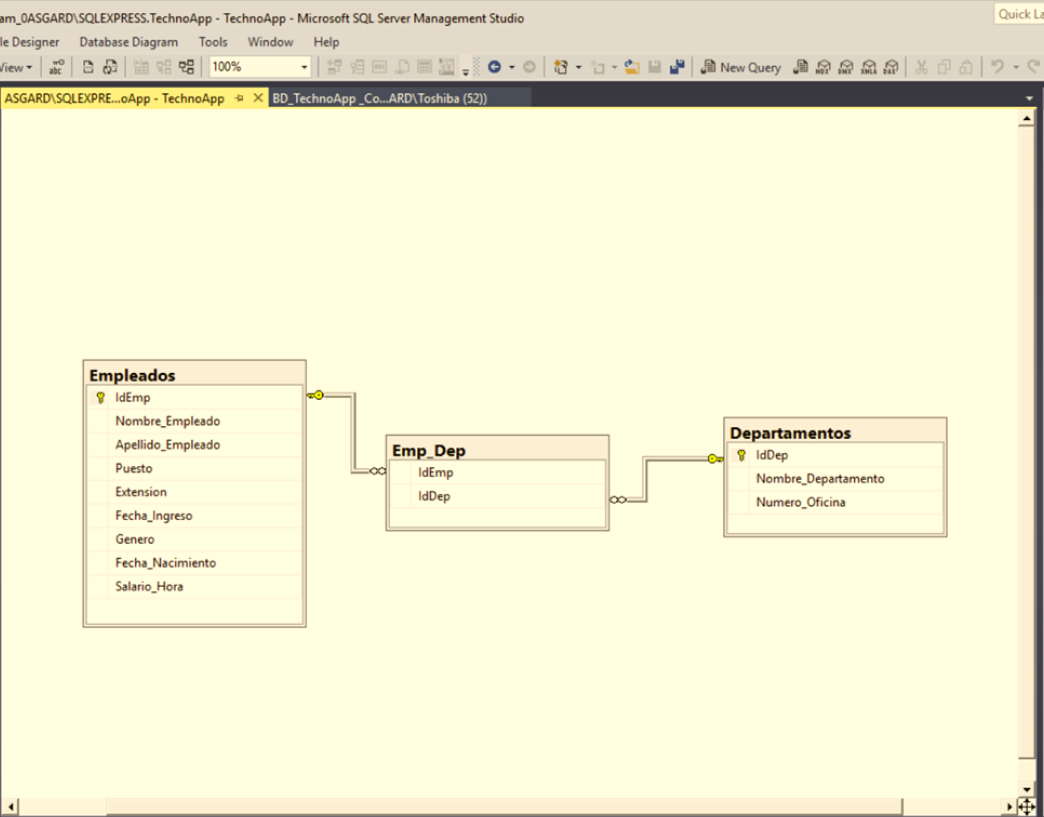 am_0ASGARD\SQLEXPRESS.TechnoApp - TechnoApp - Microsoft SQL Server Management Studio
Quick La
le Designer Database Diagram Tools Window Help
View 100% New Query
ASGARD\SQLEXPRE...oApp - TechnoApp BD_TechnoApp _Co...ARD\Toshiba (52))
Empleados
IdEmp
Nombre_Empleado
Apellido_Empleado
Puesto
Extension
Fecha_Ingreso
Genero
Fecha_Nacimiento
Salario_Hora
Emp_Dep
IdEmp
IdDep
Departamentos
IdDep
Nombre_Departamento
Numero_Oficina